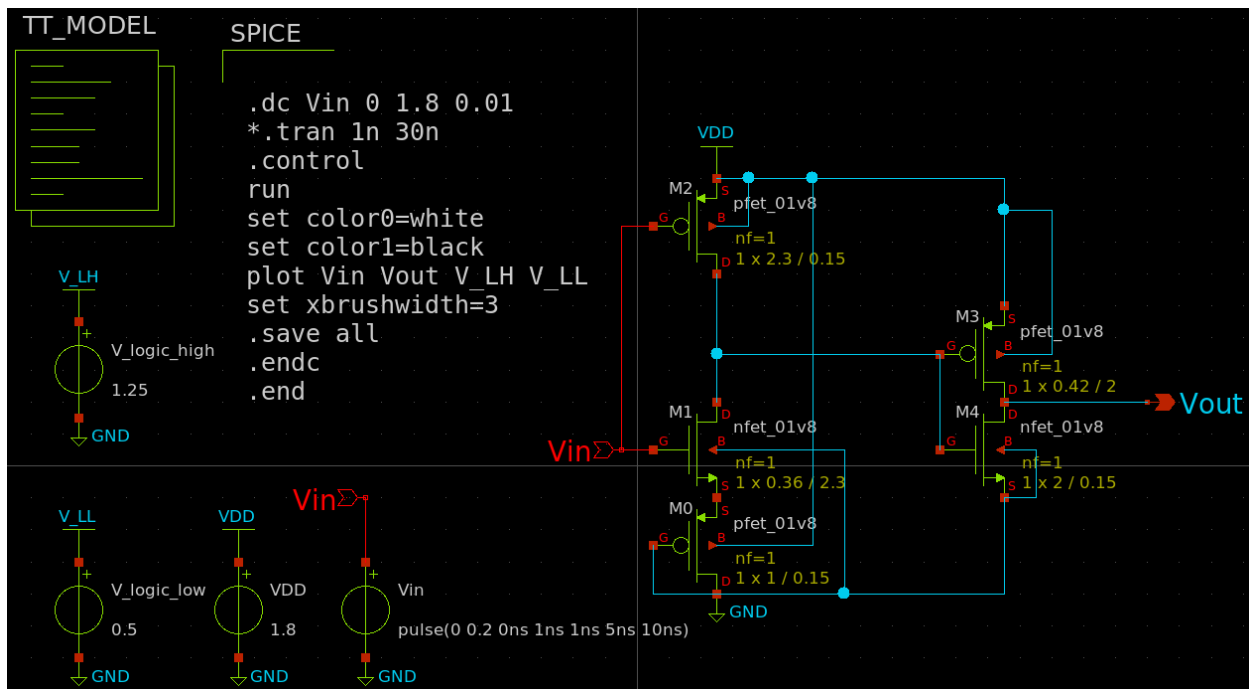 TT_MODEL
SPICE
.dc Vin 0 1.8 0.01
*.tran 1n 30n
.control
run
set color0=white
set color1=black
plot Vin Vout V_LH V_LL
set xbrushwidth=3
.save all
.endc
.end
V_LH
+
V_logic_high
1.25
GND
V_LL
+
V_logic_low
0.5
GND
VDD
+
VDD
1.8
GND
Vin
+
Vin
pulse(0 0.2 0ns 1ns 1ns 5ns 10ns)
GND
VDD
M2
S
pfet_01v8
G
B
nf=1
D
1 x 2.3 / 0.15
Vin
M1
D
nfet_01v8
G
B
nf=1
S
1 x 0.36 / 2.3
M0
S
pfet_01v8
G
B
nf=1
D
1 x 1 / 0.15
GND
M3
S
pfet_01v8
G
B
nf=1
D
1 x 0.42 / 2
Vout
M4
D
nfet_01v8
G
B
nf=1
S
1 x 2 / 0.15